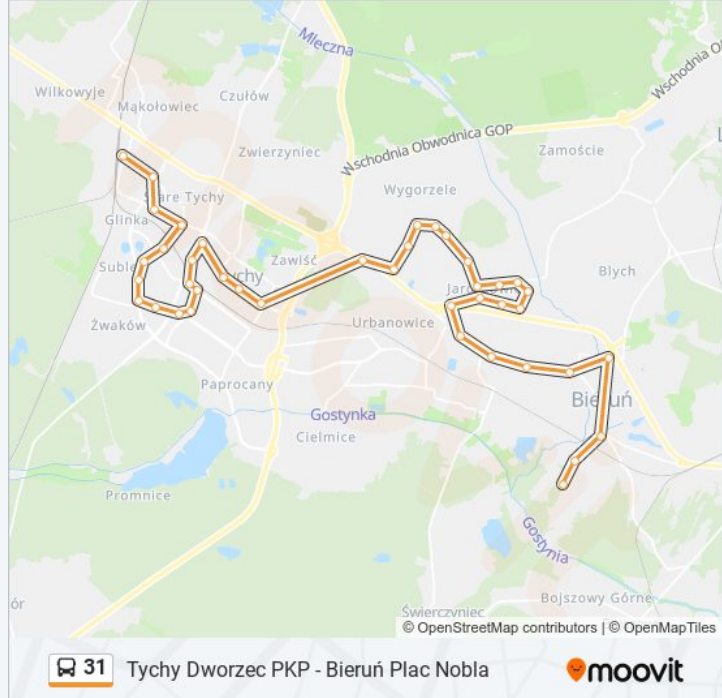 Mleczna
Wilkowyje
Czułów
Mąkołowiec
Wschodnia Obwodnica GOP
Wschodnia O
Zwierzyniec
Zamoście
Wygorzele
Stare Tychy
Glinka
Zawiść
Suble
Tychy
Blych
Żwaków
Urbanowice
Paprocany
Bieruń
Gostynka
Cielmice
Promnice
Gostynia
Bojszowy Górne
Świerczyniec
© OpenStreetMap contributors | © OpenMapTiles
31
Tychy Dworzec PKP - Bieruń Plac Nobla
moovit